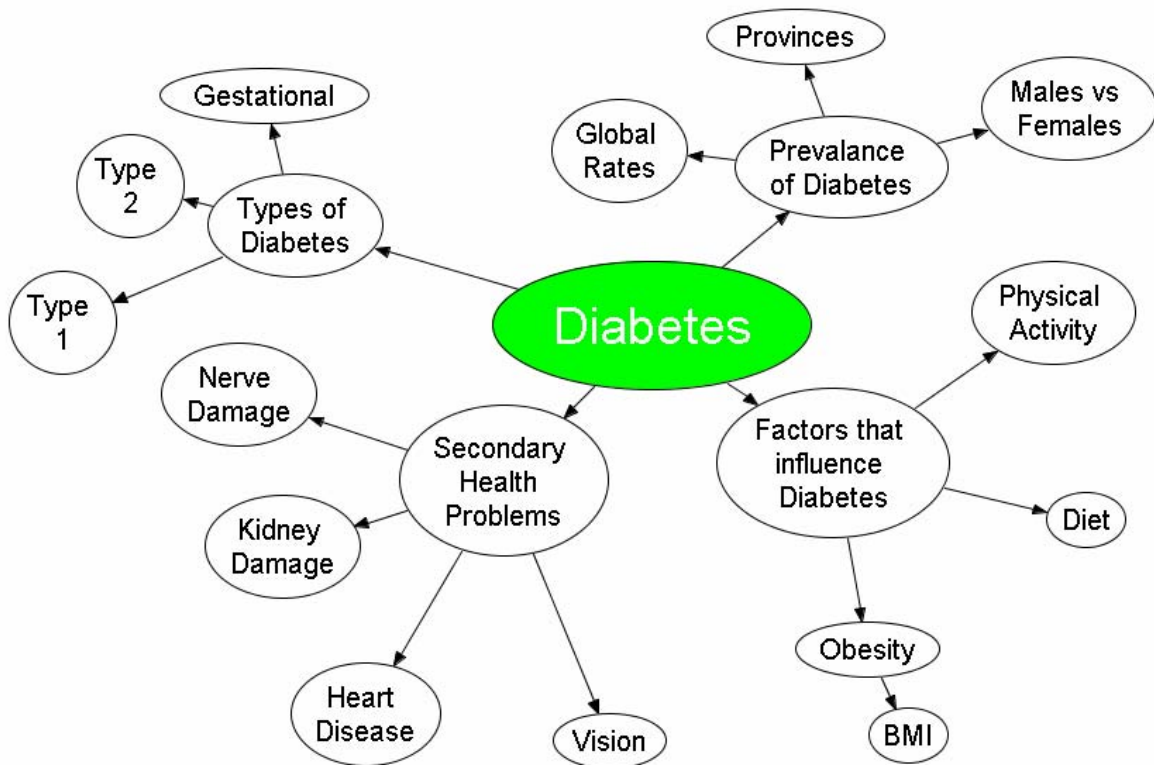 Provinces
Gestational
Males vs
Females
Global
Rates
Prevalance
of Diabetes
Type
2
Types of
Diabetes
Type
1
Diabetes
Physical
Activity
Nerve
Damage
Secondary
Health
Problems
Factors that
influence
Diabetes
Kidney
Damage
Diet
Obesity
Heart
Disease
Vision
BMI